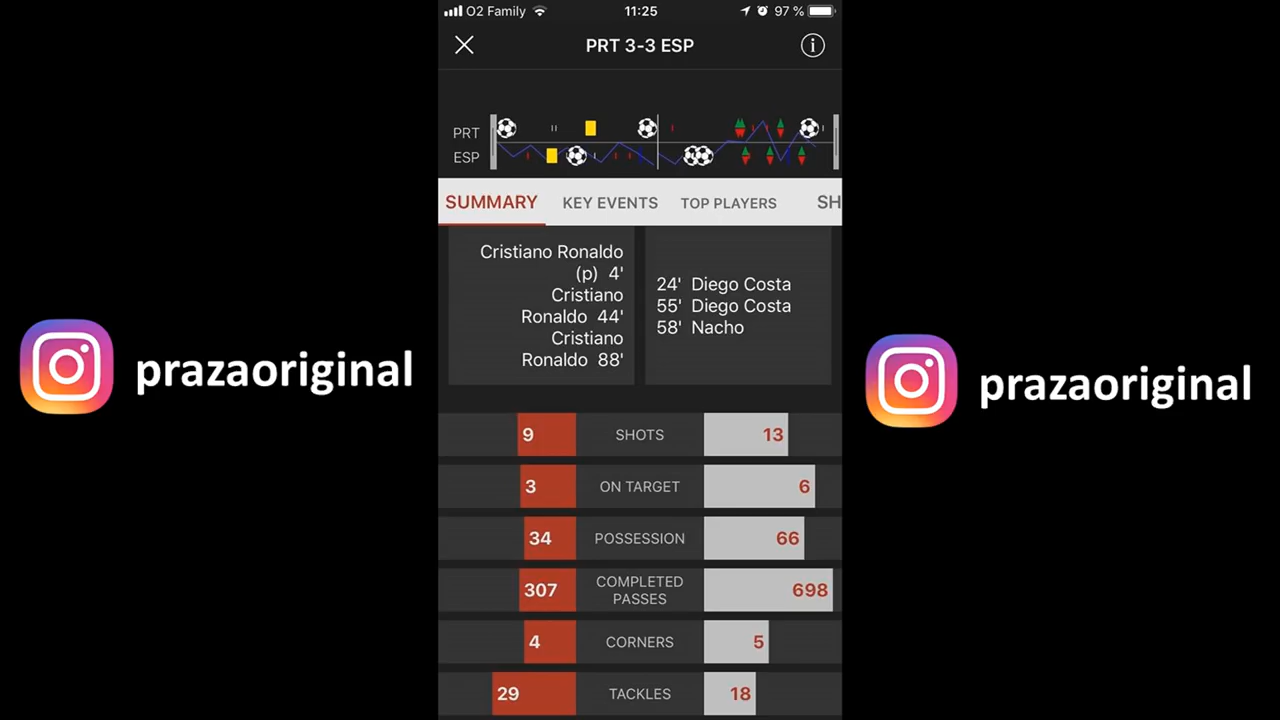 O2 Family
11:25
97 %
PRT 3-3 ESP
PRT
ESP
SUMMARY
KEY EVENTS
TOP PLAYERS
SH
Cristiano Ronaldo
(p) 4'
Cristiano
Ronaldo 44'
Cristiano
Ronaldo 88'
24' Diego Costa
55' Diego Costa
58' Nacho
prazaoriginal
prazaoriginal
9 SHOTS 13
3 ON TARGET 6
34 POSSESSION 66
307 COMPLETED PASSES 698
4 CORNERS 5
29 TACKLES 18